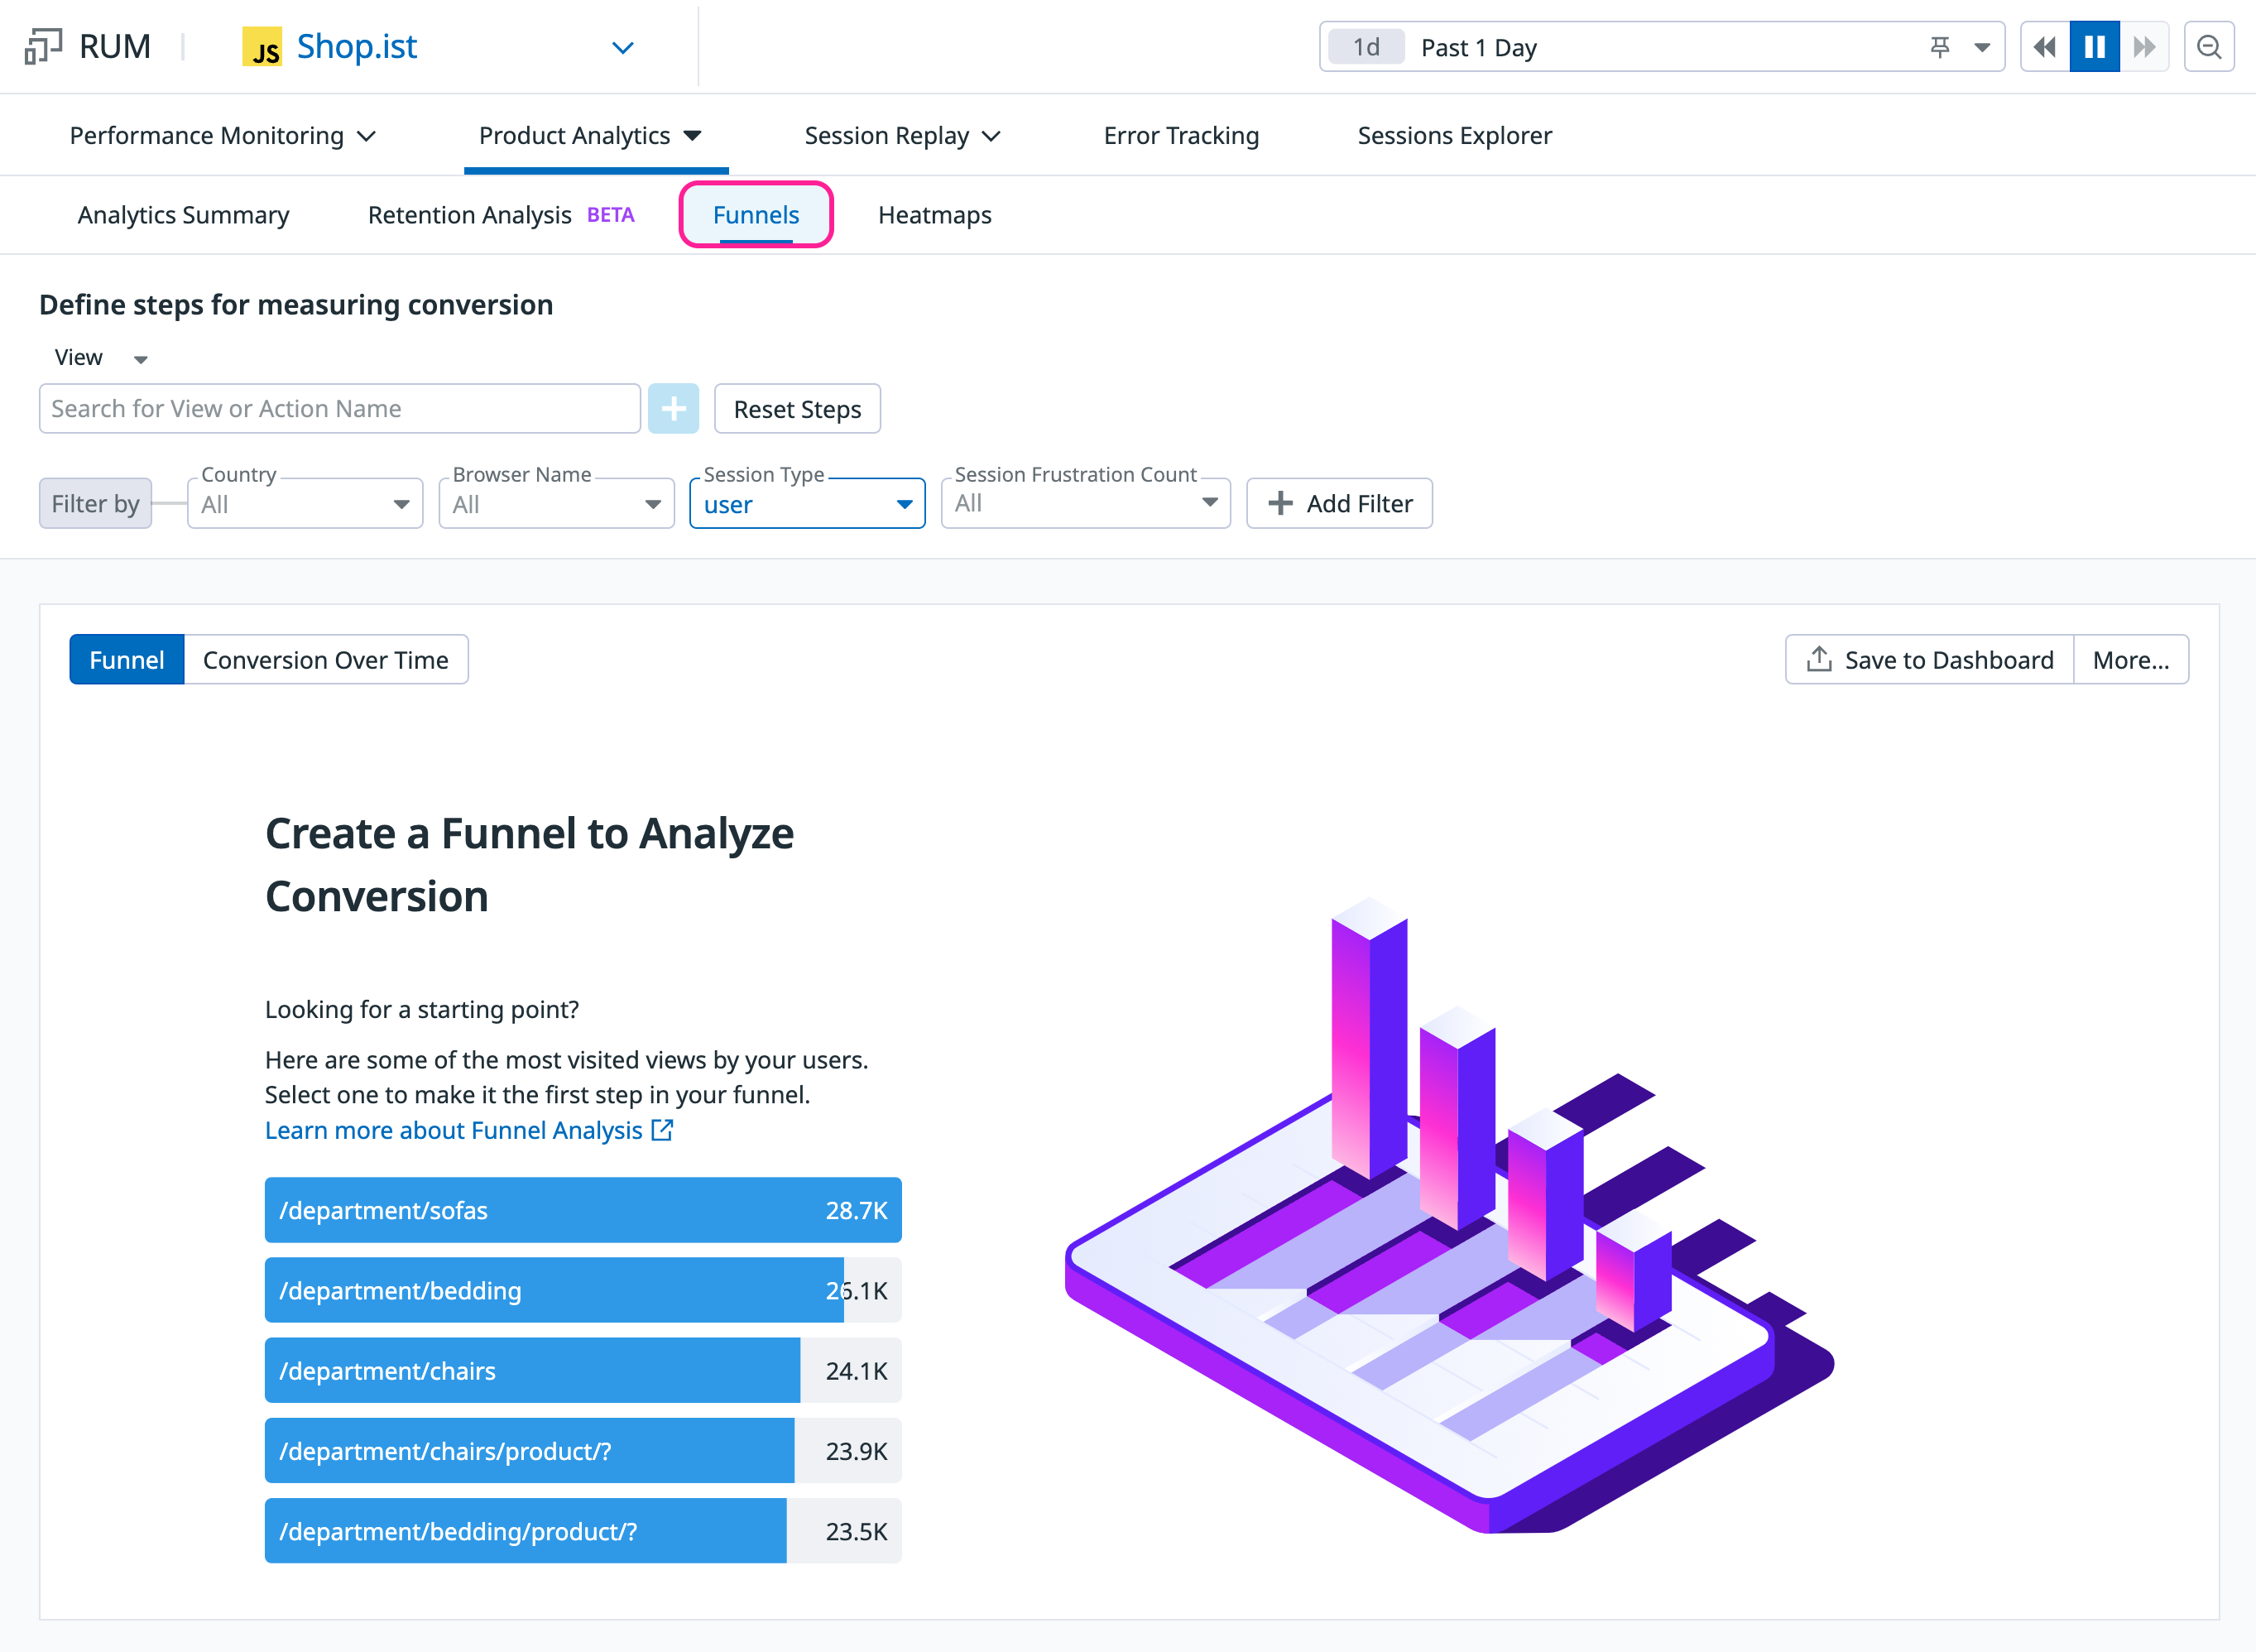 RUM
JS Shop.ist
1d Past 1 Day
Performance Monitoring Product Analytics Session Replay Error Tracking Sessions Explorer
Analytics Summary Retention Analysis BETA Funnels Heatmaps
Define steps for measuring conversion
View
Search for View or Action Name Reset Steps
Country Browser Name Session Type Session Frustration Count
Filter by All All user All Add Filter
Funnel Conversion Over Time Save to Dashboard More...
Create a Funnel to Analyze
Conversion
Looking for a starting point?
Here are some of the most visited views by your users.
Select one to make it the first step in your funnel.
Learn more about Funnel Analysis
/department/sofas 28.7K
/department/bedding 26.1K
/department/chairs 24.1K
/department/chairs/product/? 23.9K
/department/bedding/product/? 23.5K